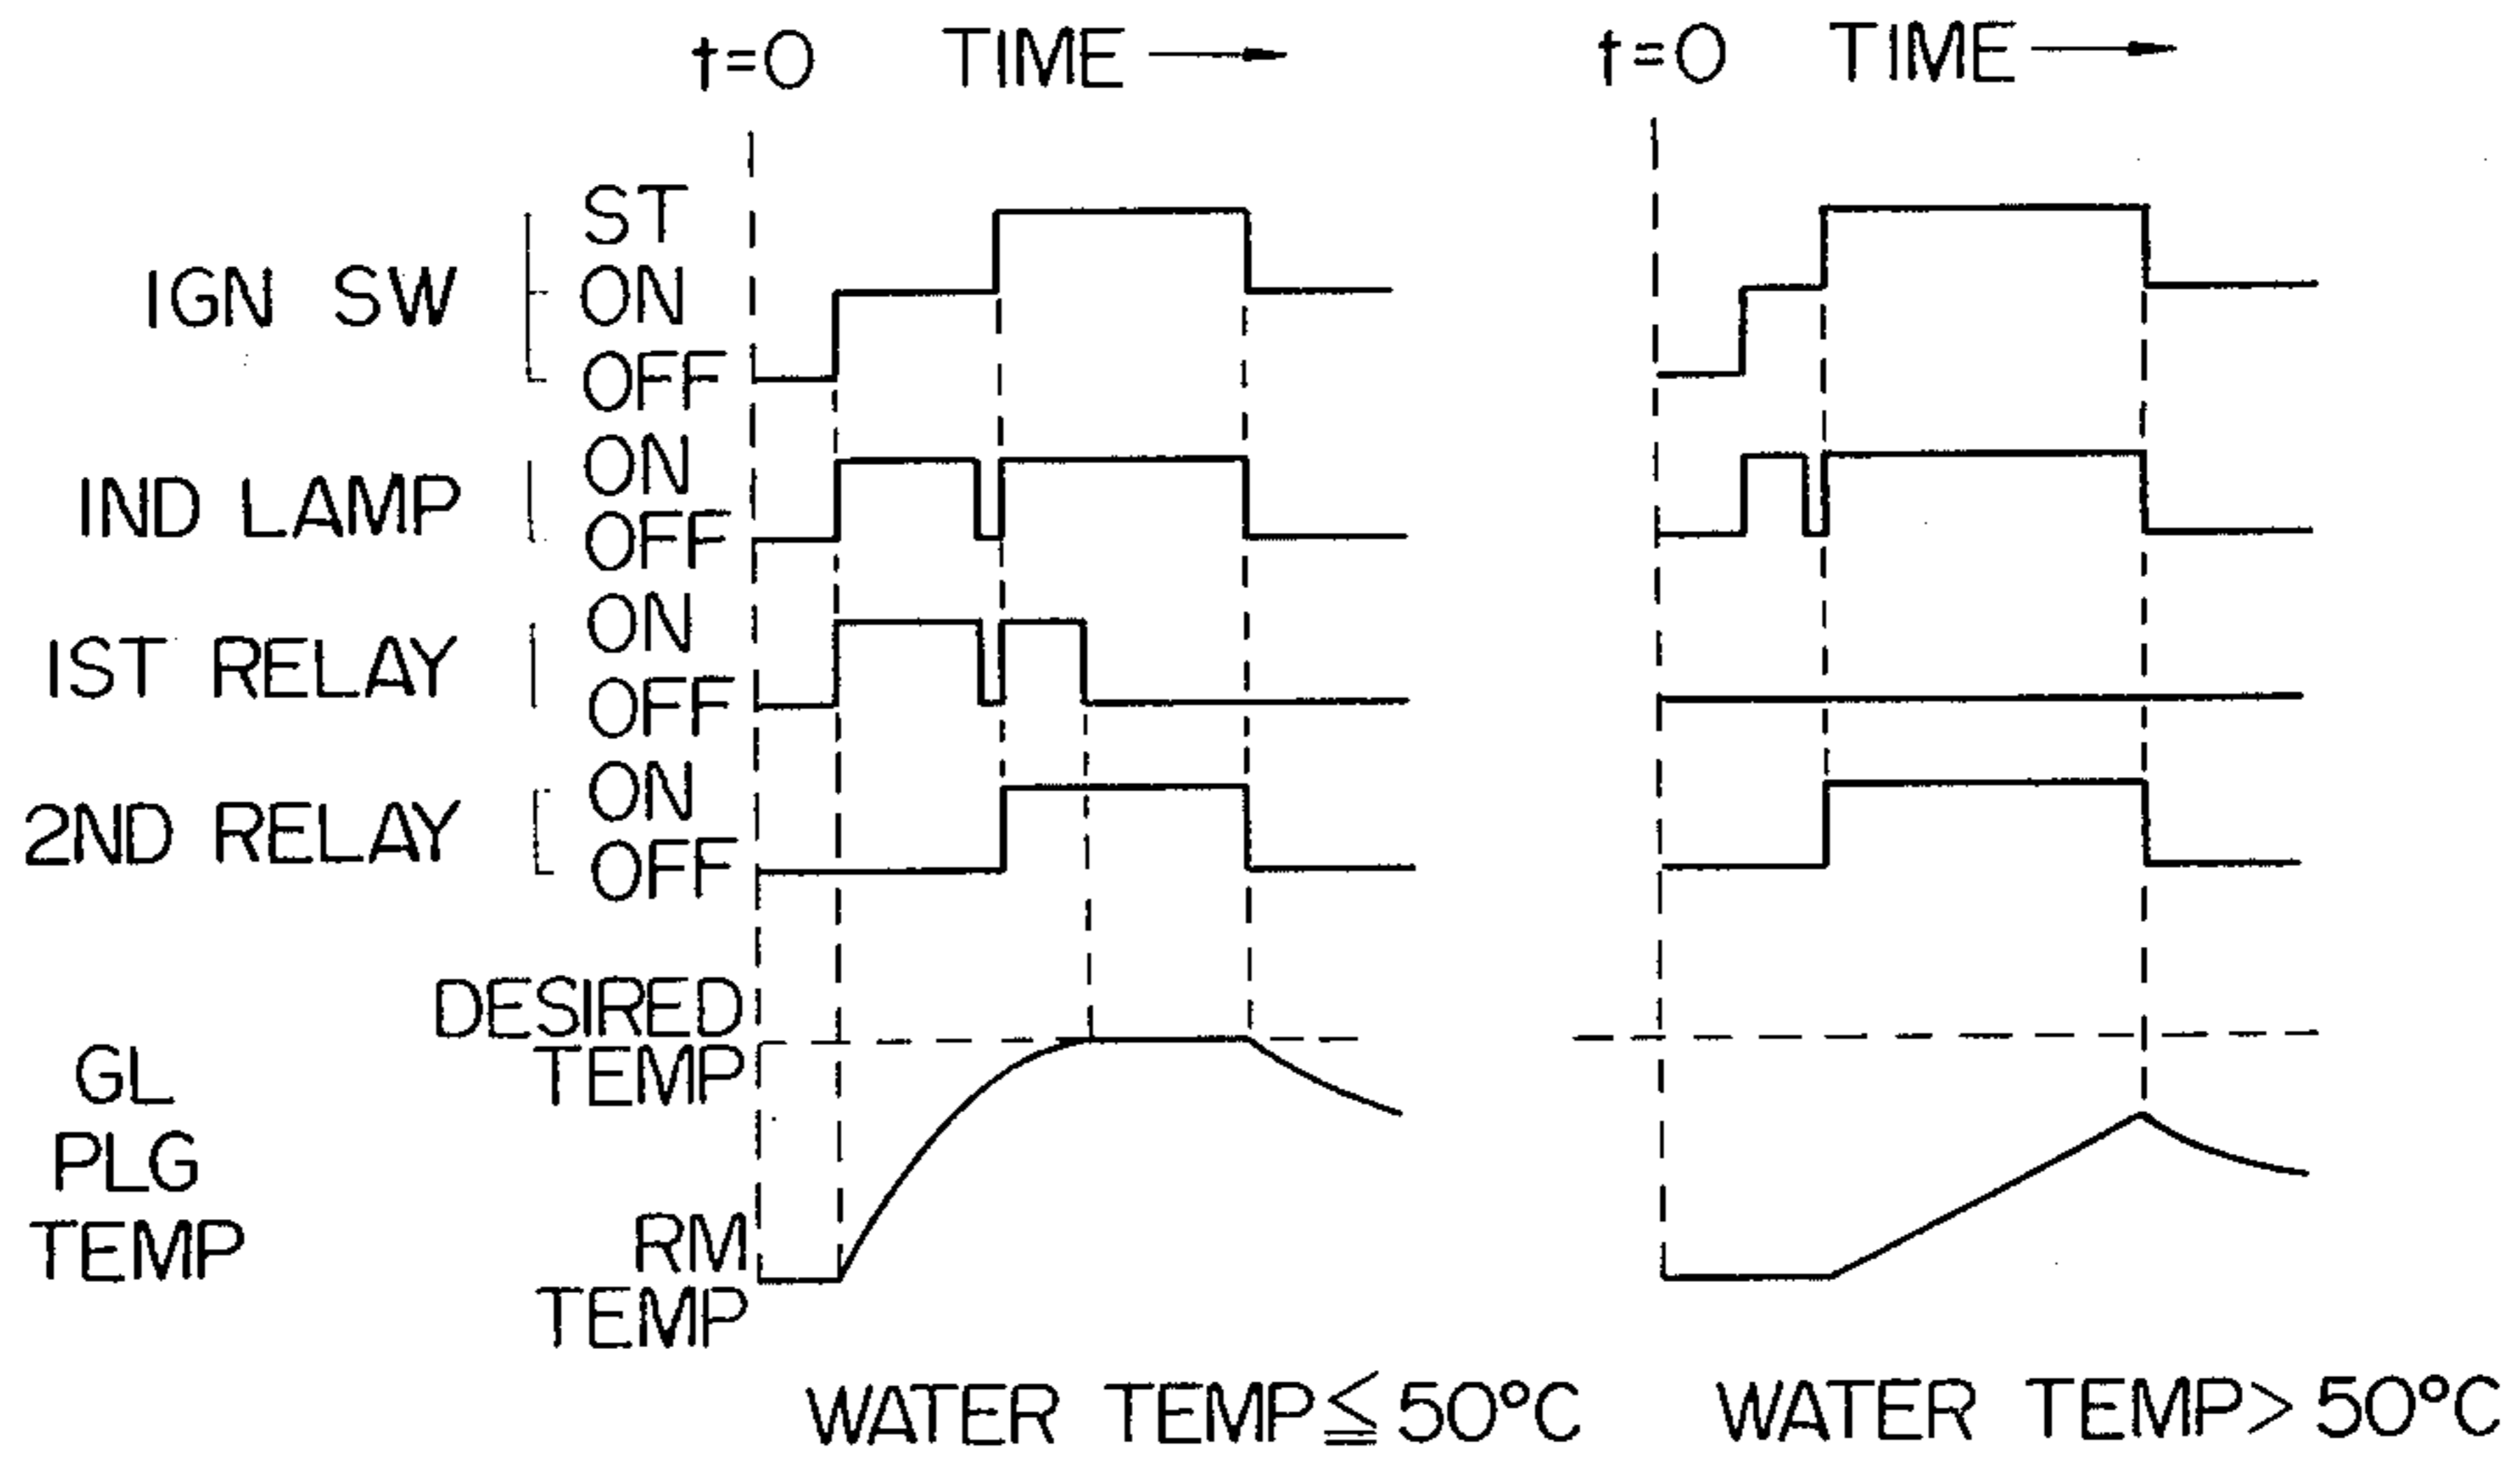 t=0 TIME t=0 TIME
ST
IGN SW ON
OFF
ON
IND LAMP
OFF
ON
1ST RELAY
OFF
ON
2ND RELAY
OFF
DESIRED
TEMP
GL
PLG
TEMP
RM
TEMP
WATER TEMP≦50°C WATER TEMP>50°C